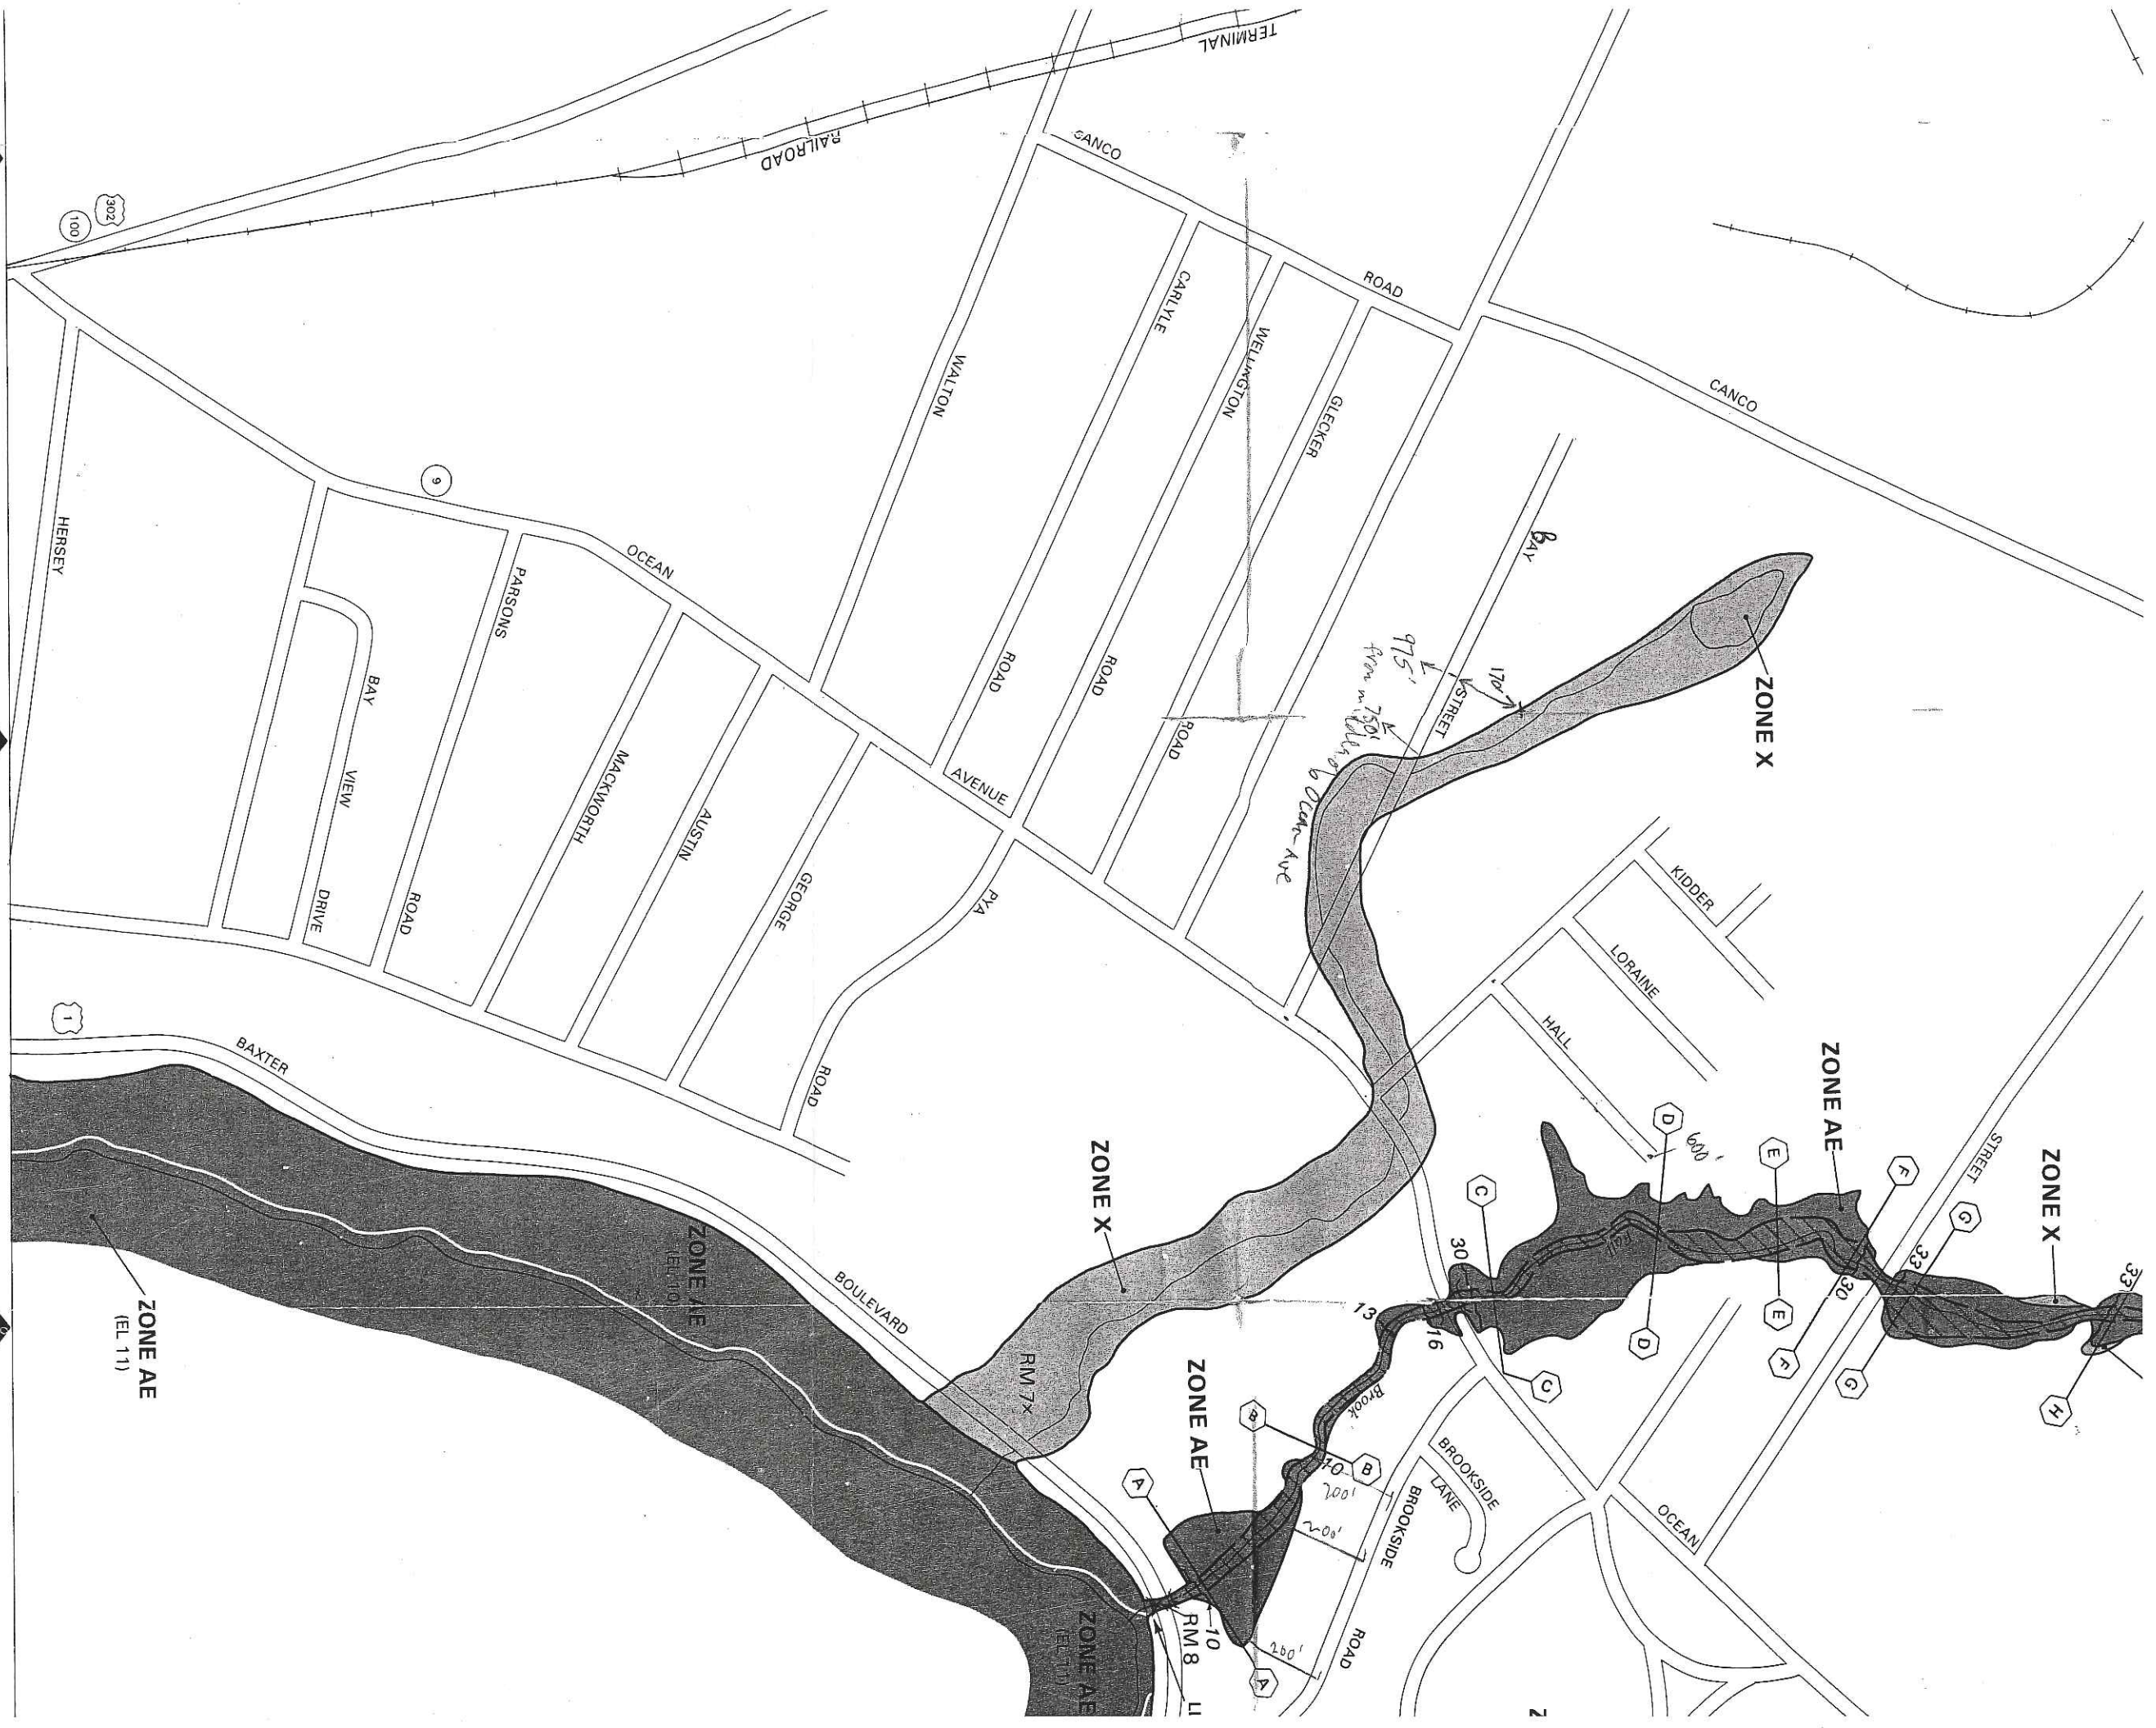 TERMINAL
RAILROAD
302
100
CANCO
ROAD
CANCO
CARLYLE
ROAD
WELLINGTON
ROAD
GLECKER
ROAD
WALTON
BAY
STREET
9
OCEAN
AVENUE
HERSEY
PARSONS
ROAD
BAY
VIEW
DRIVE
MACKWORTH
AUSTIN
GEORGE
PYA
ROAD
975'
from middle of Ocean Ave
750'
170'
ZONE X
KIDDER
LORAINE
HALL
STREET
ZONE AE
ZONE X
600'
D
E
F
G
C
30
33
33
30
D
E
F
G
H
C
13
16
Brook
ZONE X
RM 7x
1
BAXTER
BOULEVARD
ZONE AE
(EL 10)
ZONE AE
(EL 11)
ZONE AE
B
B
10
200'
200'
200'
A
A
10
RM 8
LI
BROOKSIDE
LANE
BROOKSIDE
ROAD
OCEAN
ZONE AE
(EL 11)
Z